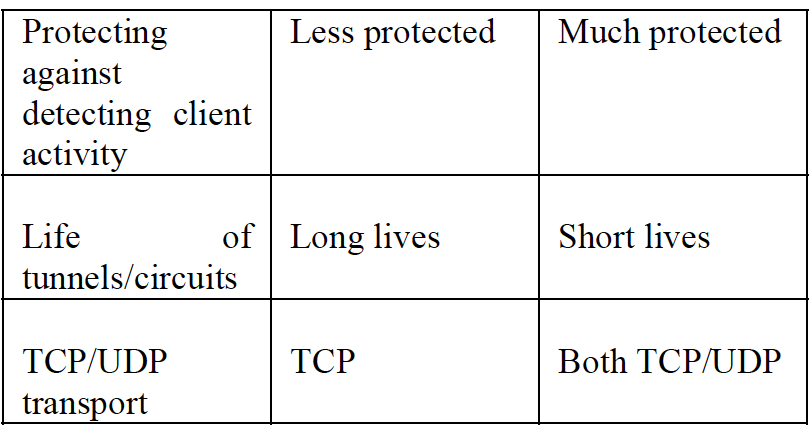 Protecting
against
detecting client
activity
Less protected
Much protected
Life of
tunnels/circuits
Long lives
Short lives
TCP/UDP
transport
TCP
Both TCP/UDP